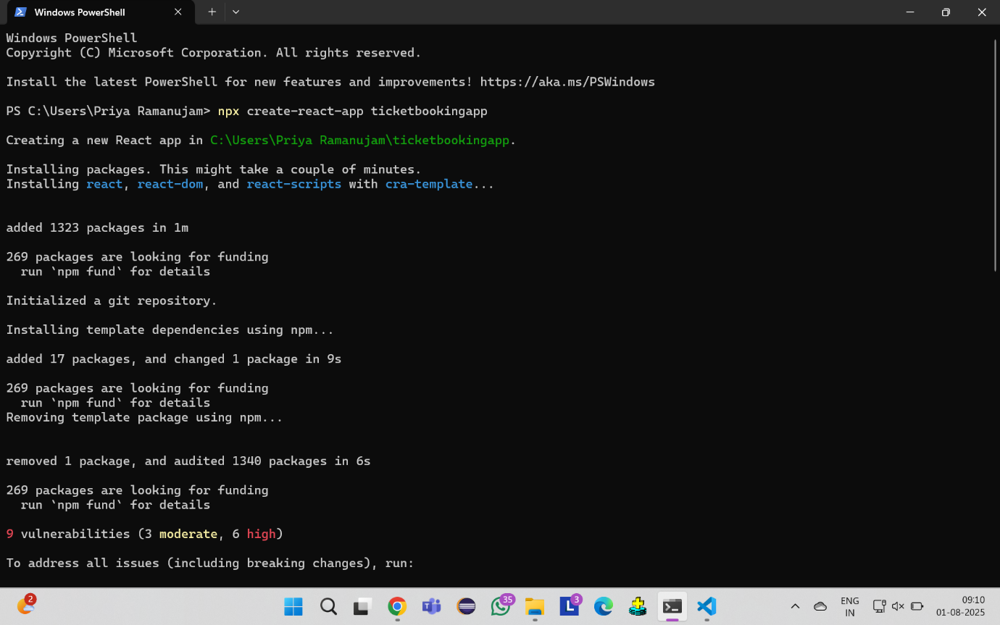 Windows PowerShell
Windows PowerShell
Copyright (C) Microsoft Corporation. All rights reserved.
Install the latest PowerShell for new features and improvements! https://aka.ms/PSWindows
PS C:\Users\Priya Ramanujam> npx create-react-app ticketbookingapp
Creating a new React app in C:\Users\Priya Ramanujam\ticketbookingapp.
Installing packages. This might take a couple of minutes.
Installing react, react-dom, and react-scripts with cra-template...
added 1323 packages in 1m
269 packages are looking for funding
  run `npm fund` for details
Initialized a git repository.
Installing template dependencies using npm...
added 17 packages, and changed 1 package in 9s
269 packages are looking for funding
  run `npm fund` for details
Removing template package using npm...
removed 1 package, and audited 1340 packages in 6s
269 packages are looking for funding
  run `npm fund` for details
9 vulnerabilities (3 moderate, 6 high)
To address all issues (including breaking changes), run:
2
T
35
L
3
ENG
IN
09:10
01-08-2025